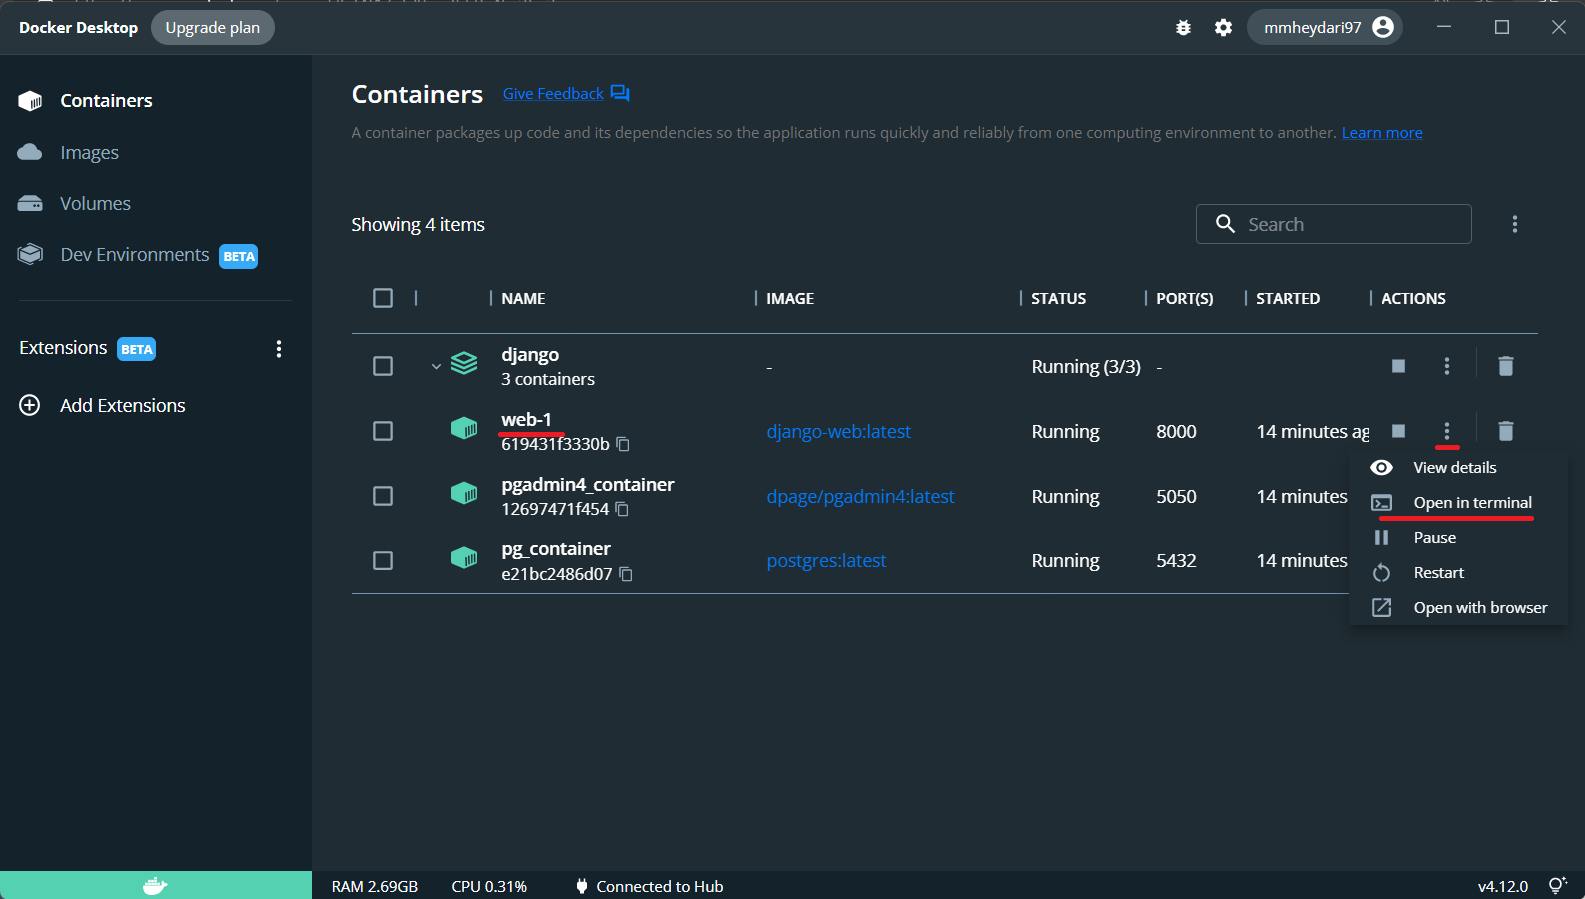 Docker Desktop Upgrade plan mmheydari97
Containers
Images
Volumes
Dev Environments BETA
Extensions BETA
Add Extensions
Containers Give Feedback
A container packages up code and its dependencies so the application runs quickly and reliably from one computing environment to another. Learn more
Showing 4 items Search
NAME IMAGE STATUS PORT(S) STARTED ACTIONS
django
3 containers
- Running (3/3) -
web-1
619431f3330b
django-web:latest Running 8000 14 minutes ag
pgadmin4_container
12697471f454
dpage/pgadmin4:latest Running 5050 14 minutes
pg_container
e21bc2486d07
postgres:latest Running 5432 14 minutes
View details
Open in terminal
Pause
Restart
Open with browser
RAM 2.69GB CPU 0.31% Connected to Hub v4.12.0